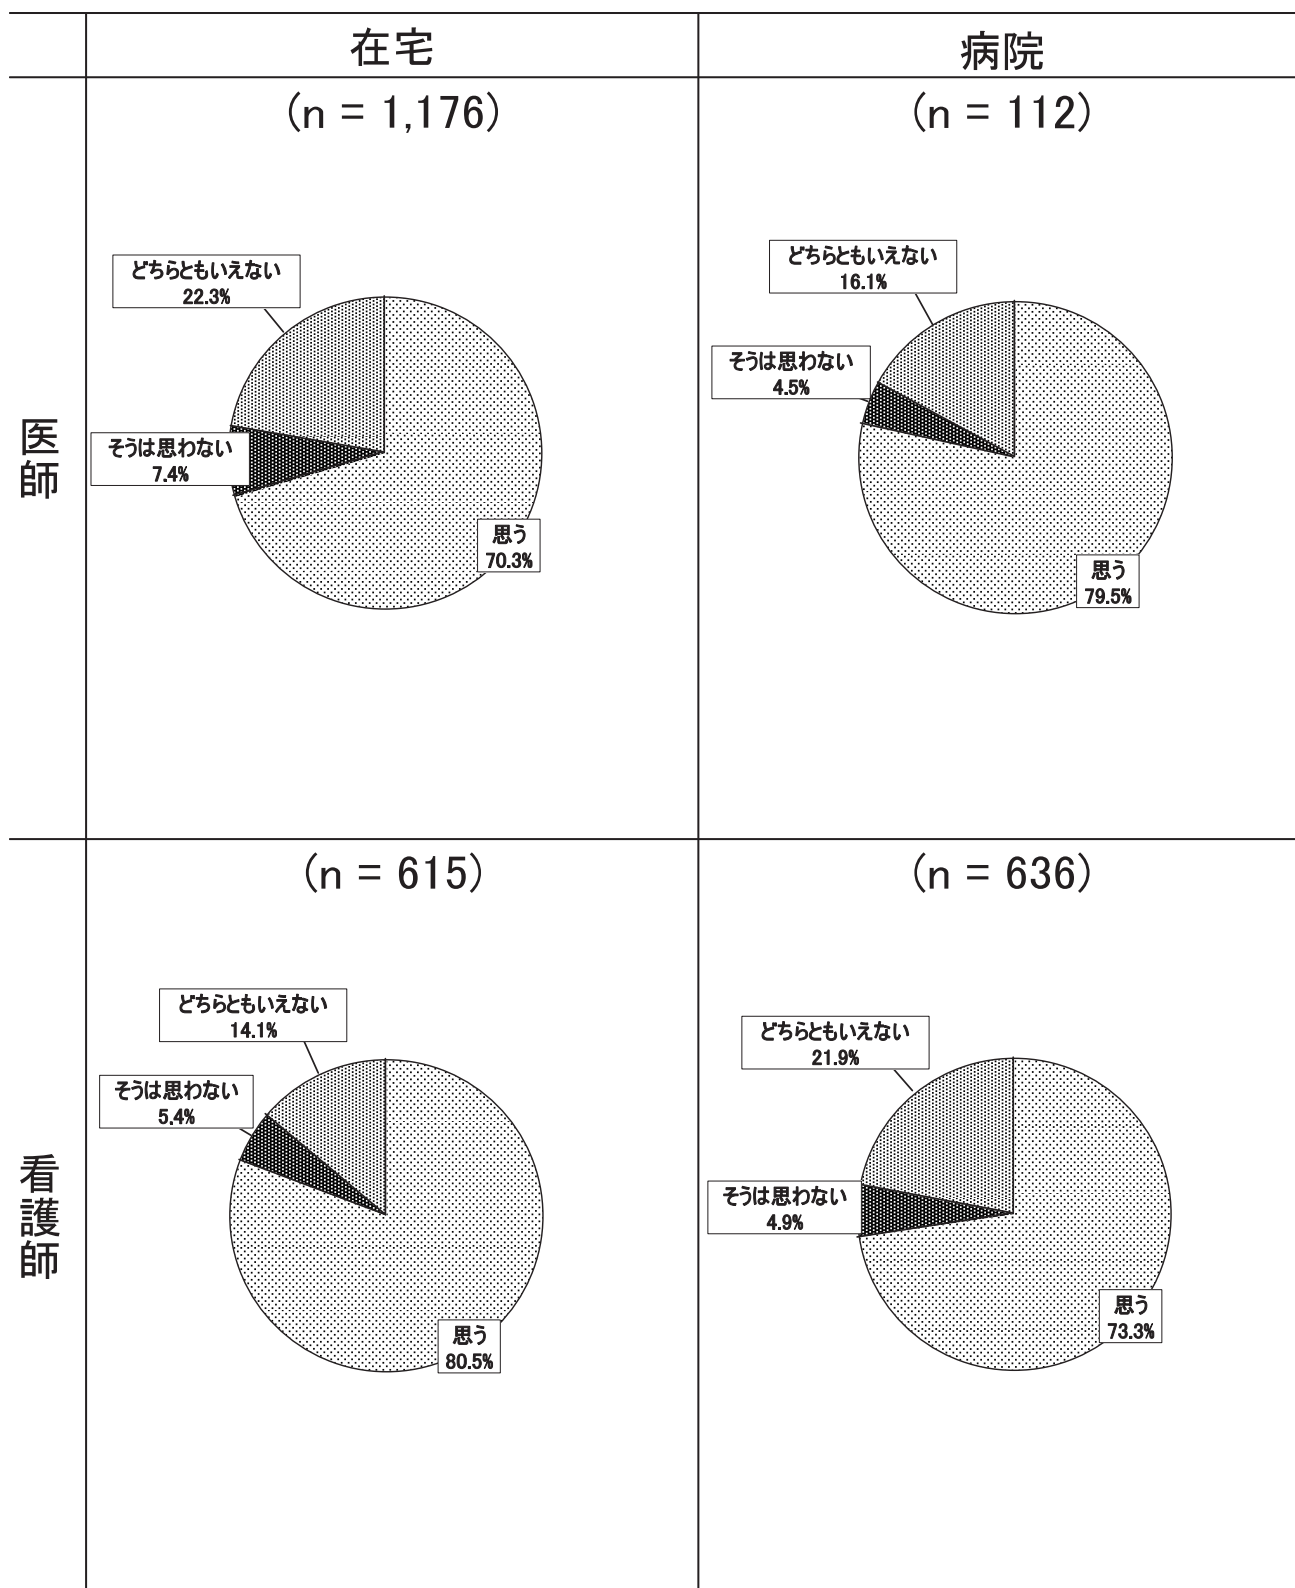 在宅
病院
医師
(n = 1,176)
どちらともいえない
22.3%
そうは思わない
7.4%
思う
70.3%
(n = 112)
どちらともいえない
16.1%
そうは思わない
4.5%
思う
79.5%
看護師
(n = 615)
どちらともいえない
14.1%
そうは思わない
5.4%
思う
80.5%
(n = 636)
どちらともいえない
21.9%
そうは思わない
4.9%
思う
73.3%